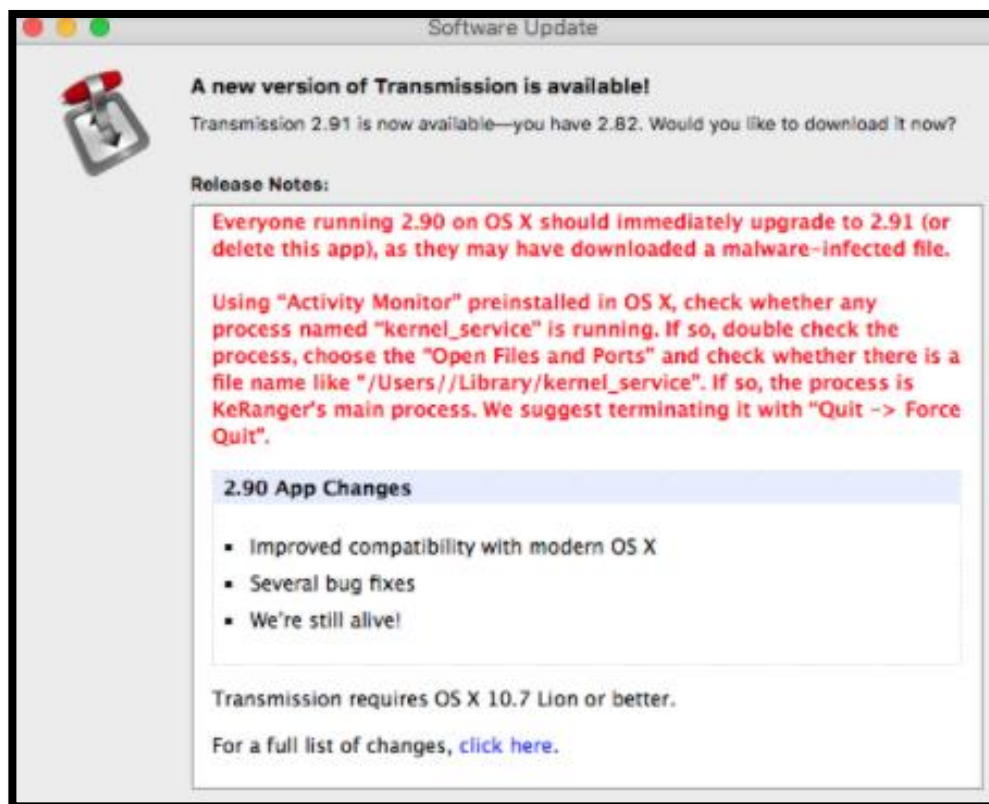 Software Update
A new version of Transmission is available!
Transmission 2.91 is now available—you have 2.82. Would you like to download it now?
Release Notes:
Everyone running 2.90 on OS X should immediately upgrade to 2.91 (or
delete this app), as they may have downloaded a malware-infected file.
Using "Activity Monitor" preinstalled in OS X, check whether any
process named "kernel_service" is running. If so, double check the
process, choose the "Open Files and Ports" and check whether there is a
file name like "/Users//Library/kernel_service". If so, the process is
KeRanger's main process. We suggest terminating it with "Quit -> Force
Quit".
2.90 App Changes
▪ Improved compatibility with modern OS X
▪ Several bug fixes
▪ We're still alive!
Transmission requires OS X 10.7 Lion or better.
For a full list of changes, click here.